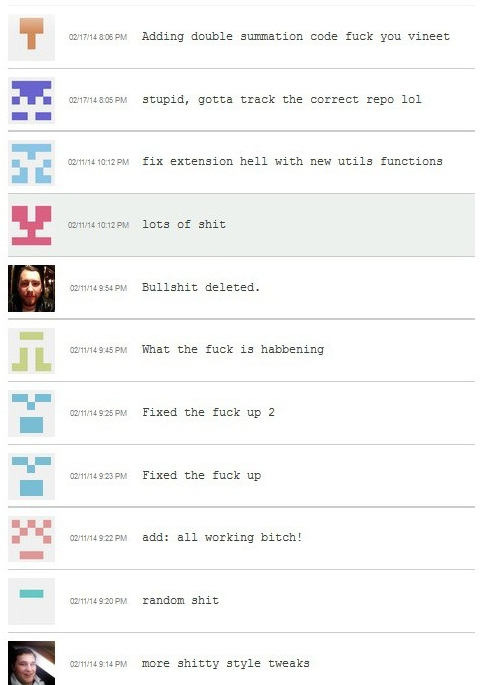 02/17/14 8:06 PM Adding double summation code fuck you vineet
02/17/14 8:05 PM stupid, gotta track the correct repo lol
02/11/14 10:12 PM fix extension hell with new utils functions
02/11/14 10:12 PM lots of shit
02/11/14 9:54 PM Bullshit deleted.
02/11/14 9:45 PM What the fuck is habbening
02/11/14 9:25 PM Fixed the fuck up 2
02/11/14 9:23 PM Fixed the fuck up
02/11/14 9:22 PM add: all working bitch!
02/11/14 9:20 PM random shit
02/11/14 9:14 PM more shitty style tweaks